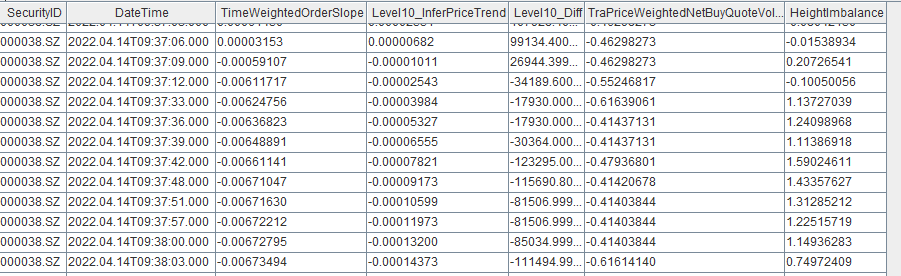 SecurityID DateTime TimeWeightedOrderSlope Level10_InferPriceTrend Level10_Diff TraPriceWeightedNetBuyQuoteVol... HeightImbalance
000038.SZ 2022.04.14T09:37:06.000 0.00003153 0.00000682 99134.400... -0.46298273 -0.01538934
000038.SZ 2022.04.14T09:37:09.000 -0.00059107 -0.00001011 26944.399... -0.46298273 0.20726541
000038.SZ 2022.04.14T09:37:12.000 -0.00611717 -0.00002543 -34189.600... -0.55246817 -0.10050056
000038.SZ 2022.04.14T09:37:33.000 -0.00624756 -0.00003984 -17930.000... -0.61639061 1.13727039
000038.SZ 2022.04.14T09:37:36.000 -0.00636823 -0.00005327 -17930.000... -0.41437131 1.24098968
000038.SZ 2022.04.14T09:37:39.000 -0.00648891 -0.00006555 -30364.000... -0.41437131 1.11386918
000038.SZ 2022.04.14T09:37:42.000 -0.00661141 -0.00007821 -123295.00... -0.47936801 1.59024611
000038.SZ 2022.04.14T09:37:48.000 -0.00671047 -0.00009173 -115690.80... -0.41420678 1.43357627
000038.SZ 2022.04.14T09:37:51.000 -0.00671630 -0.00010599 -81506.999... -0.41403844 1.31285212
000038.SZ 2022.04.14T09:37:57.000 -0.00672212 -0.00011973 -81506.999... -0.41403844 1.22515719
000038.SZ 2022.04.14T09:38:00.000 -0.00672795 -0.00013200 -85034.999... -0.41403844 1.14936283
000038.SZ 2022.04.14T09:38:03.000 -0.00673494 -0.00014373 -111494.99... -0.61614140 0.74972409